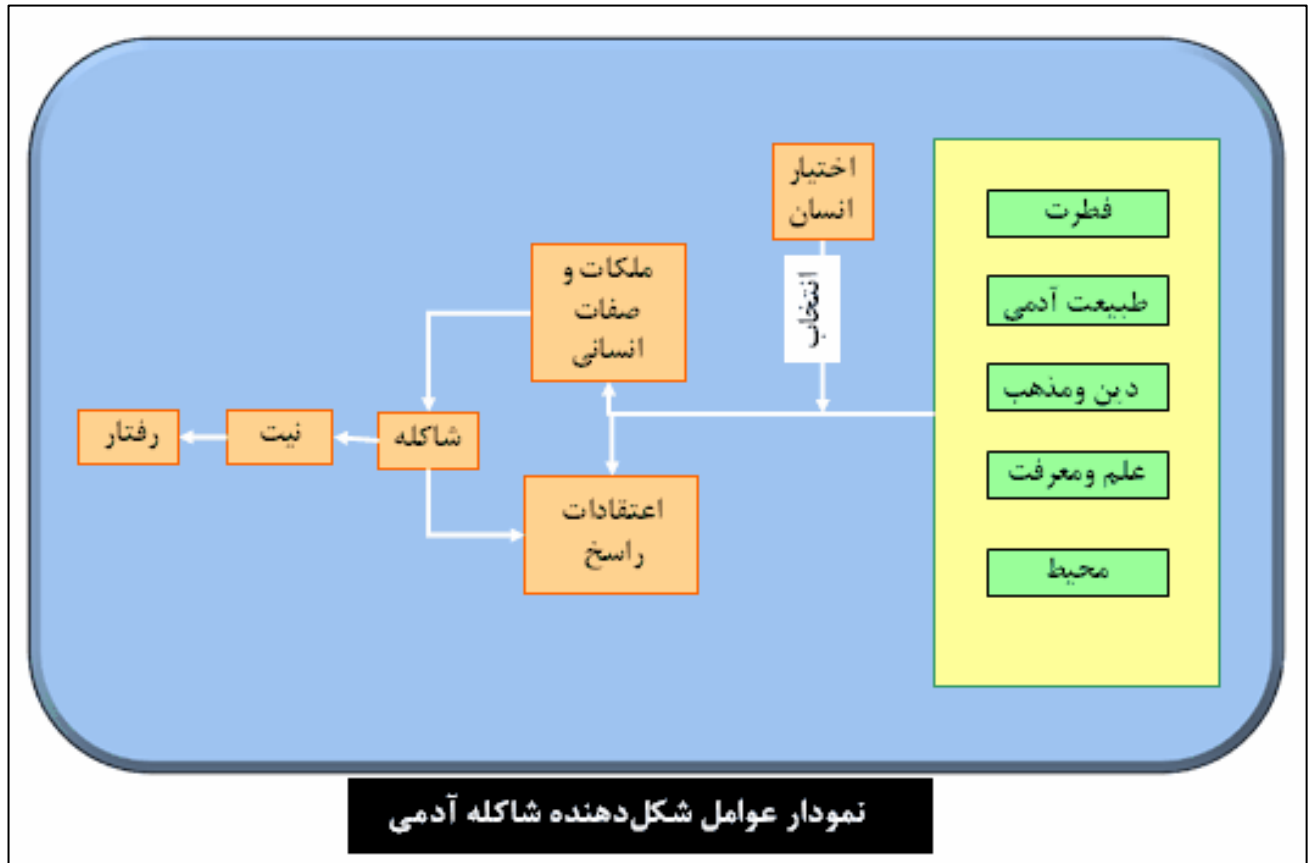 فطرت
طبیعت آدمی
دین ومذهب
علم ومعرفت
محیط
اختیار
انسان
انتخاب
ملکات و
صفات
انسانی
اعتقادات
راسخ
شاکله
نیت
رفتار
نمودار عوامل شکل‌دهنده شاکله آدمی